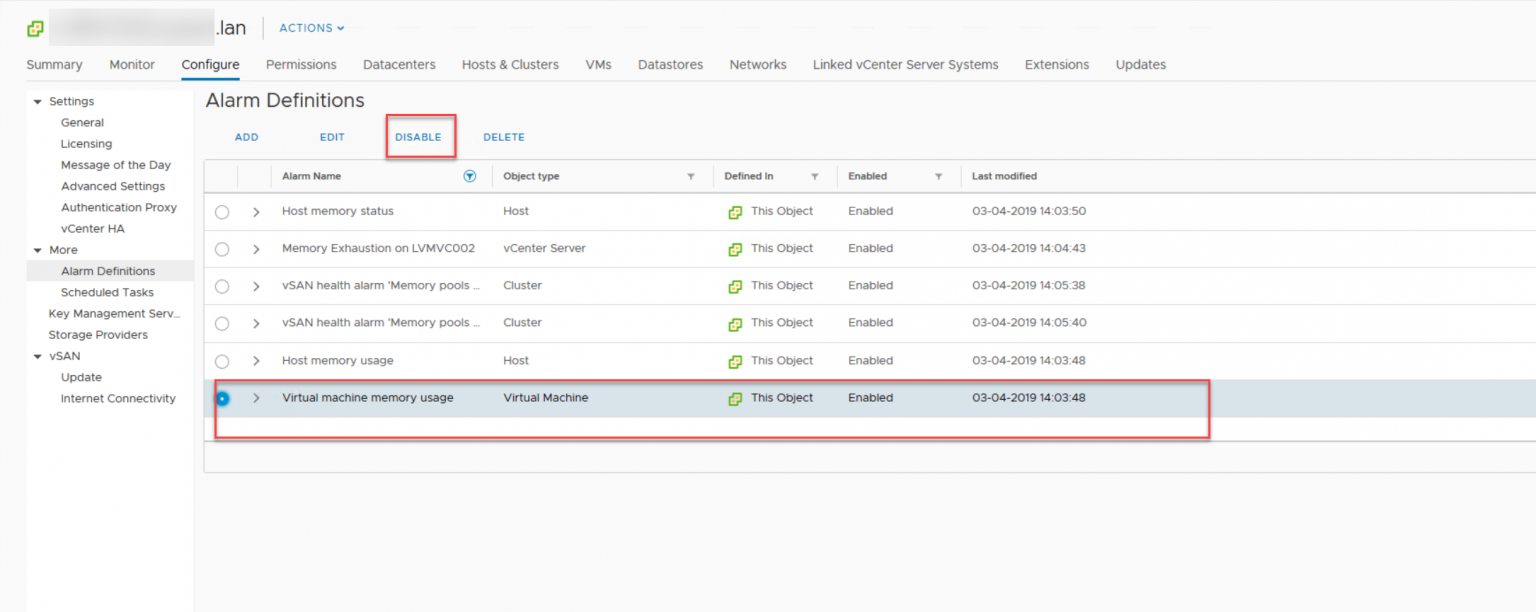 .lan ACTIONS
Summary Monitor Configure Permissions Datacenters Hosts & Clusters VMs Datastores Networks Linked vCenter Server Systems Extensions Updates
Settings
General
Licensing
Message of the Day
Advanced Settings
Authentication Proxy
vCenter HA
More
Alarm Definitions
Scheduled Tasks
Key Management Serv...
Storage Providers
vSAN
Update
Internet Connectivity
Alarm Definitions
ADD EDIT DISABLE DELETE
Alarm Name Object type Defined In Enabled Last modified
Host memory status Host This Object Enabled 03-04-2019 14:03:50
Memory Exhaustion on LVMVC002 vCenter Server This Object Enabled 03-04-2019 14:04:43
vSAN health alarm 'Memory pools ... Cluster This Object Enabled 03-04-2019 14:05:38
vSAN health alarm 'Memory pools ... Cluster This Object Enabled 03-04-2019 14:05:40
Host memory usage Host This Object Enabled 03-04-2019 14:03:48
Virtual machine memory usage Virtual Machine This Object Enabled 03-04-2019 14:03:48